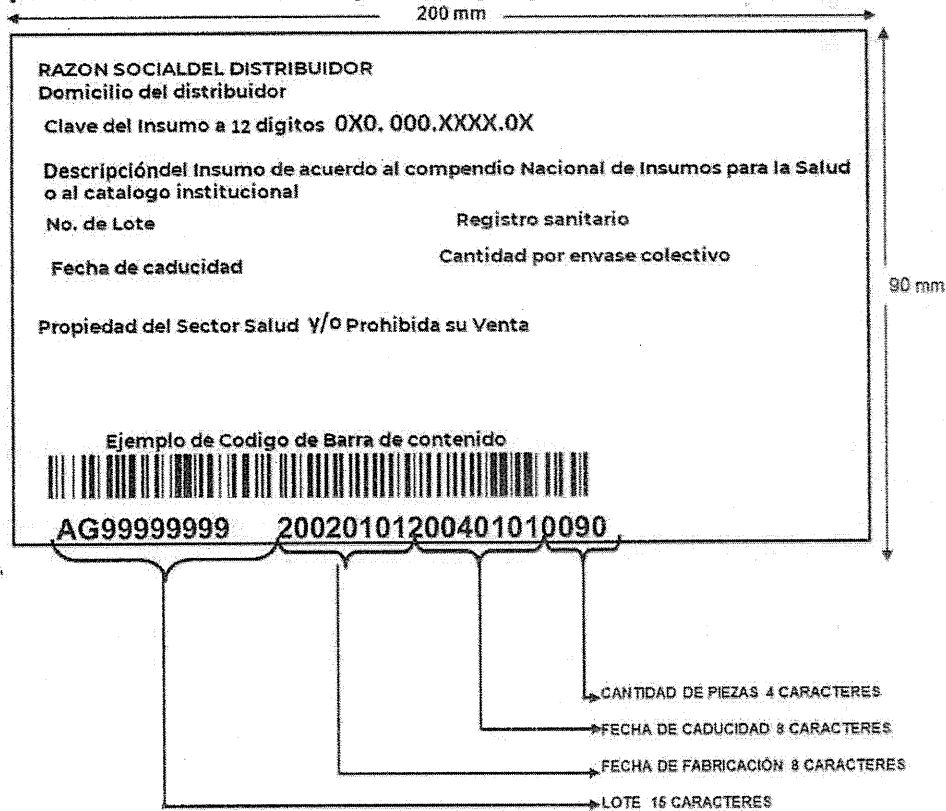 200 mm
RAZON SOCIALDEL DISTRIBUIDOR
Domicilio del distribuidor
Clave del Insumo a 12 digitos 0X0. 000.XXXX.0X
Descripcióndel Insumo de acuerdo al compendio Nacional de Insumos para la Salud
o al catalogo institucional
No. de Lote
Registro sanitario
Fecha de caducidad
Cantidad por envase colectivo
90 mm
Propiedad del Sector Salud y/o Prohibida su Venta
Ejemplo de Codigo de Barra de contenido
AG99999999 20020101200401010090
CANTIDAD DE PIEZAS 4 CARACTERES
FECHA DE CADUCIDAD 8 CARACTERES
FECHA DE FABRICACIÓN 8 CARACTERES
LOTE 15 CARACTERES